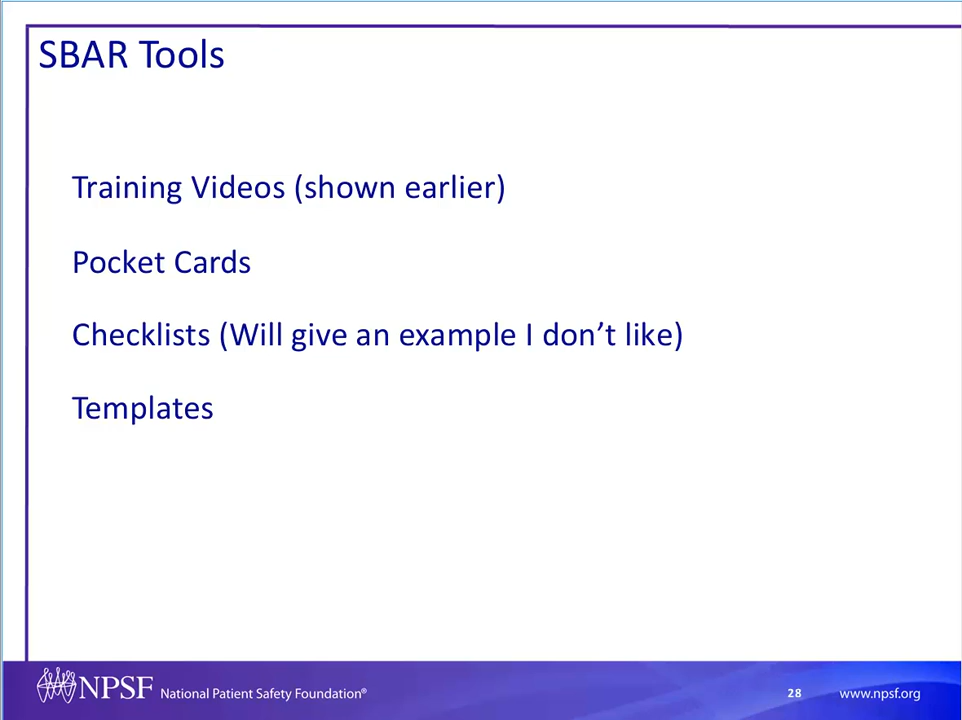 SBAR Tools
Training Videos (shown earlier)
Pocket Cards
Checklists (Will give an example I don’t like)
Templates
NPSF National Patient Safety Foundation®
28
www.npsf.org